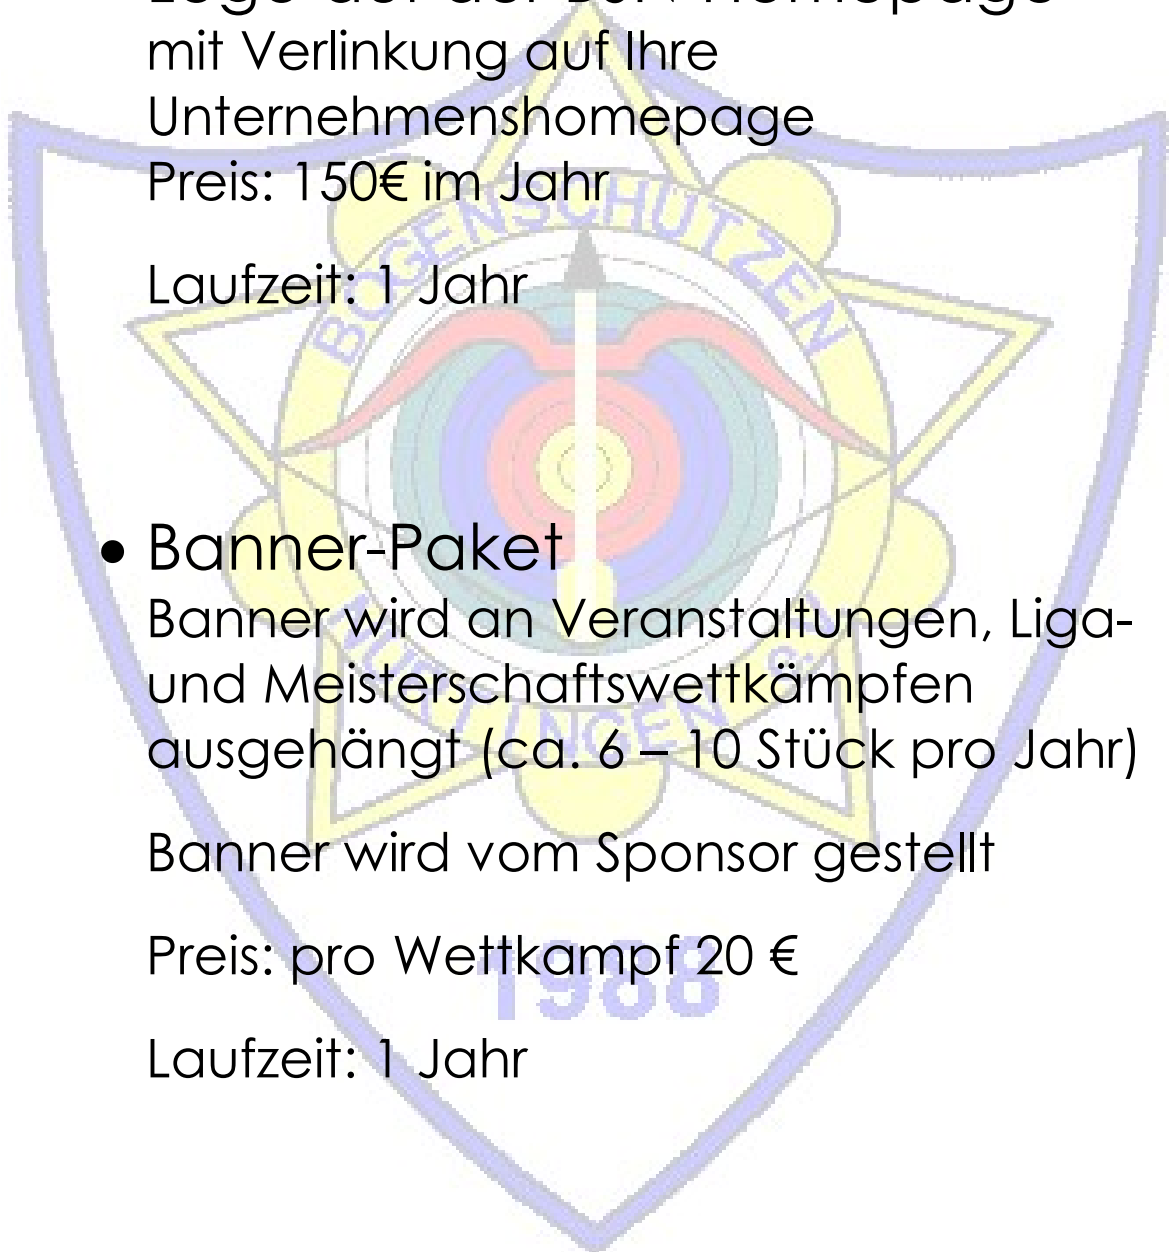 mit Verlinkung auf Ihre
Unternehmenshomepage
Preis: 150€ im Jahr
Laufzeit: 1 Jahr
BOGENSCHÜTZEN
• Banner-Paket
Banner wird an Veranstaltungen, Liga-
und Meisterschaftswettkämpfen
ausgehängt (ca. 6 – 10 Stück pro Jahr)
Banner wird vom Sponsor gestellt
Preis: pro Wettkampf 20 €
1988
Laufzeit: 1 Jahr